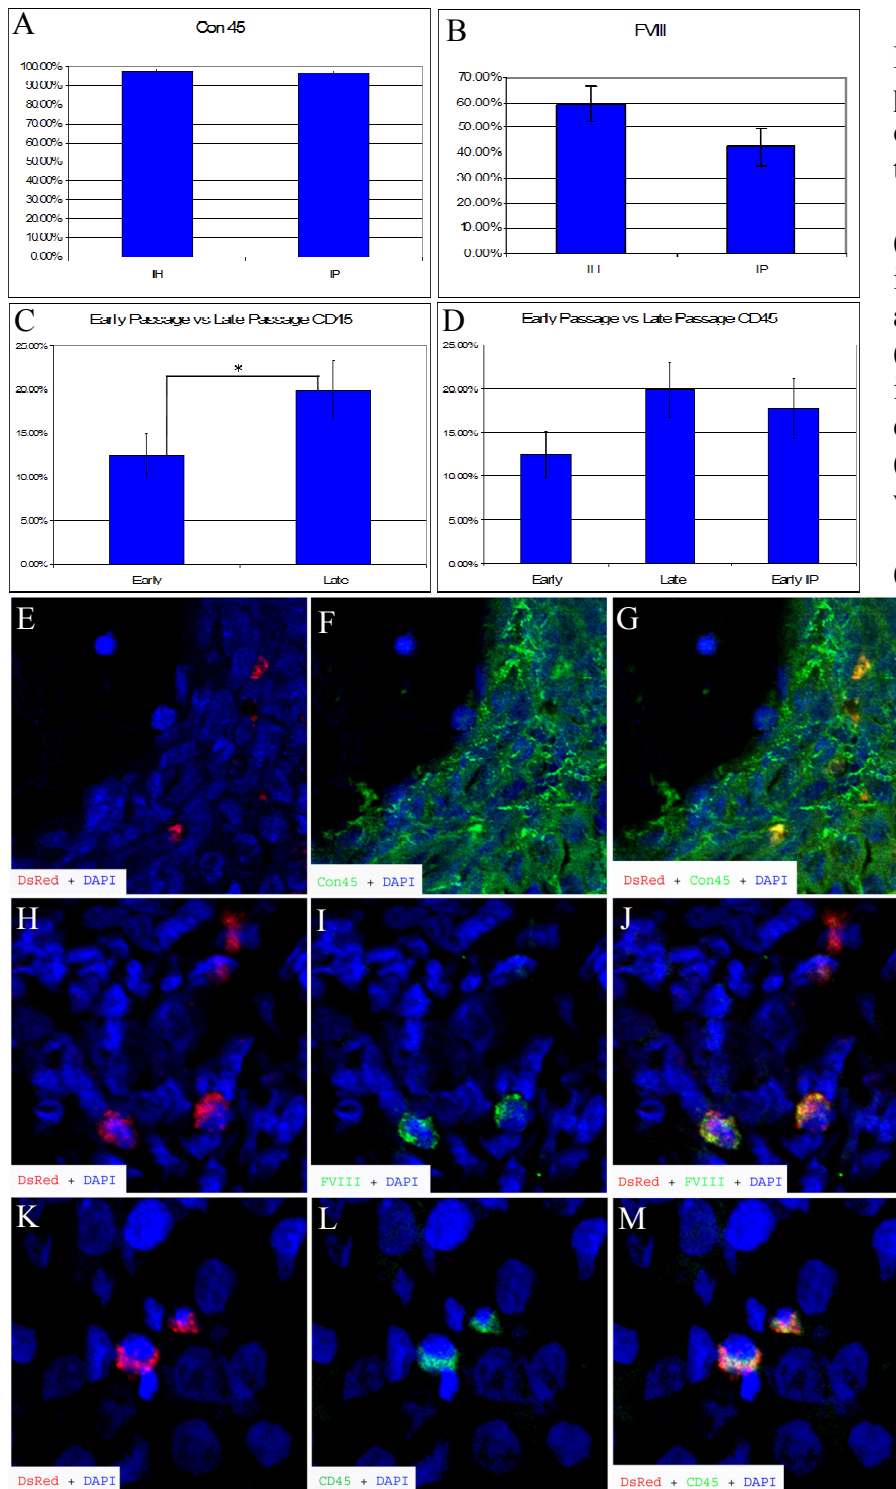 A
Con 45
100.00%
90.00%
80.00%
70.00%
60.00%
50.00%
40.00%
30.00%
20.00%
10.00%
0.00%
IH
IP
B
FVIII
70.00%
60.00%
50.00%
40.00%
30.00%
20.00%
10.00%
0.00%
IH
IP
C
Early Passage vs Late Passage CD45
25.00%
20.00%
15.00%
10.00%
5.00%
0.00%
*
Early
Late
D
Early Passage vs Late Passage CD45
25.00%
20.00%
15.00%
10.00%
5.00%
0.00%
Early
Late
Early IP
E
DsRed + DAPI
F
Con45 + DAPI
G
DsRed + Con45 + DAPI
H
DsRed + DAPI
I
FVIII + DAPI
J
DsRed + FVIII + DAPI
K
DsRed + DAPI
L
CD45 + DAPI
M
DsRed + CD45 + DAPI